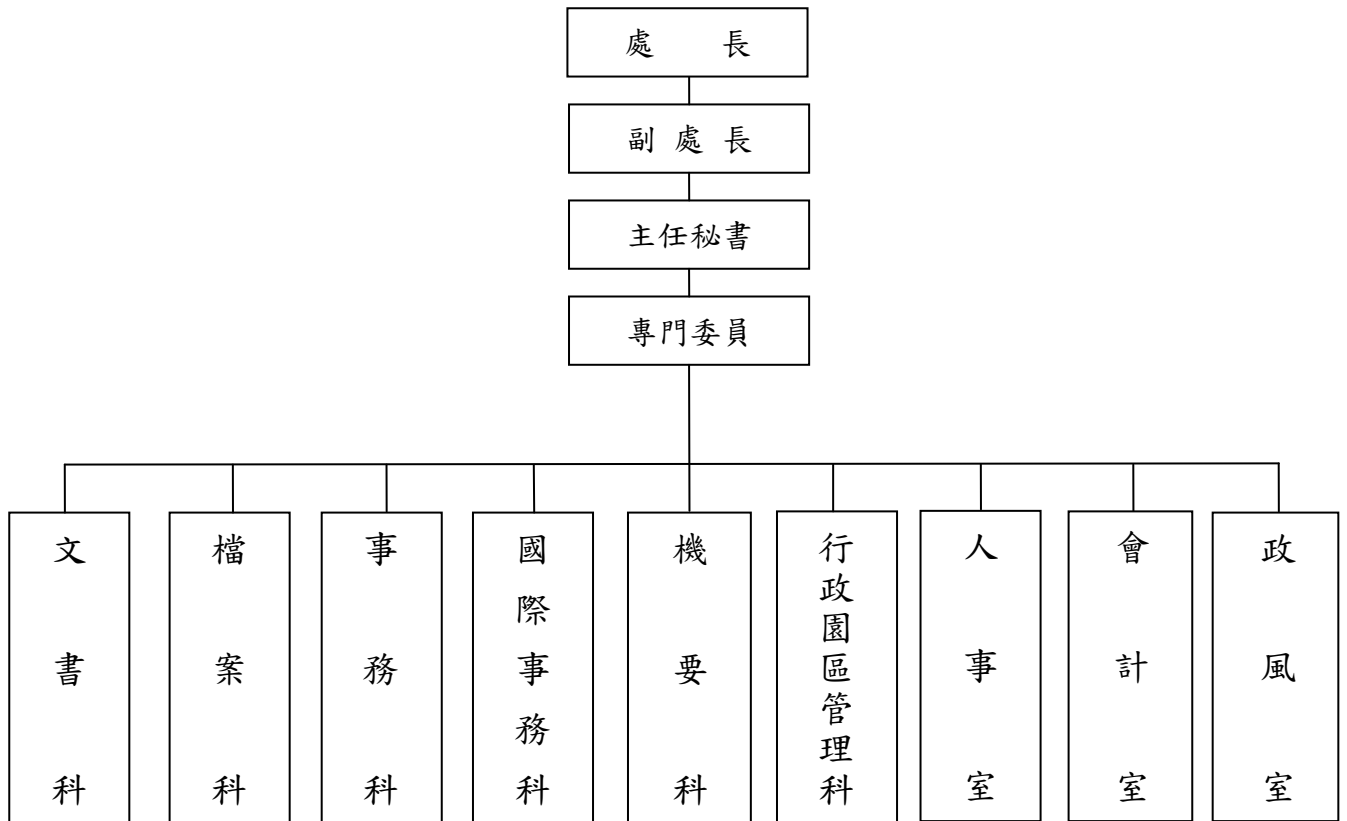 處長
副處長
主任秘書
專門委員
文書科
檔案科
事務科
國際事務科
機要科
行政園區管理科
人事室
會計室
政風室